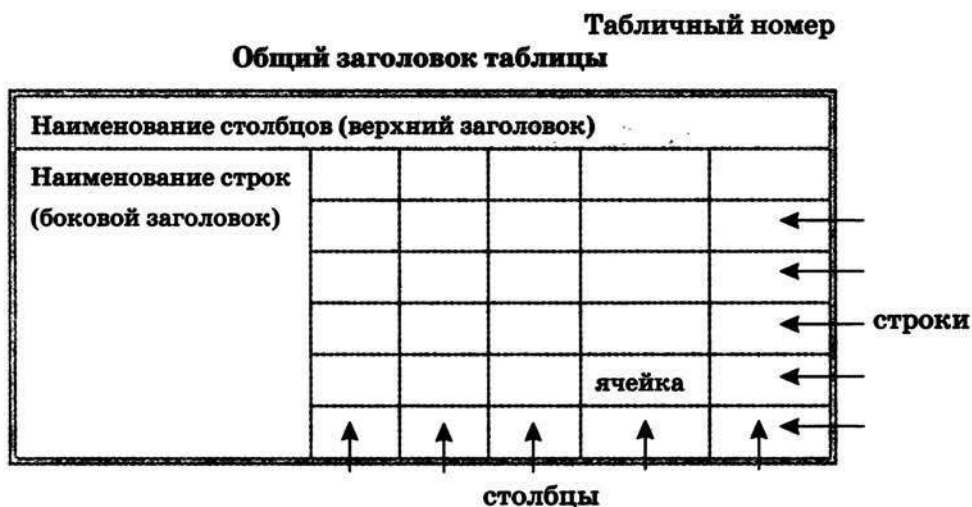 Табличный номер
Общий заголовок таблицы
Наименование столбцов (верхний заголовок)
Наименование строк
(боковой заголовок)
строки
ячейка
столбцы